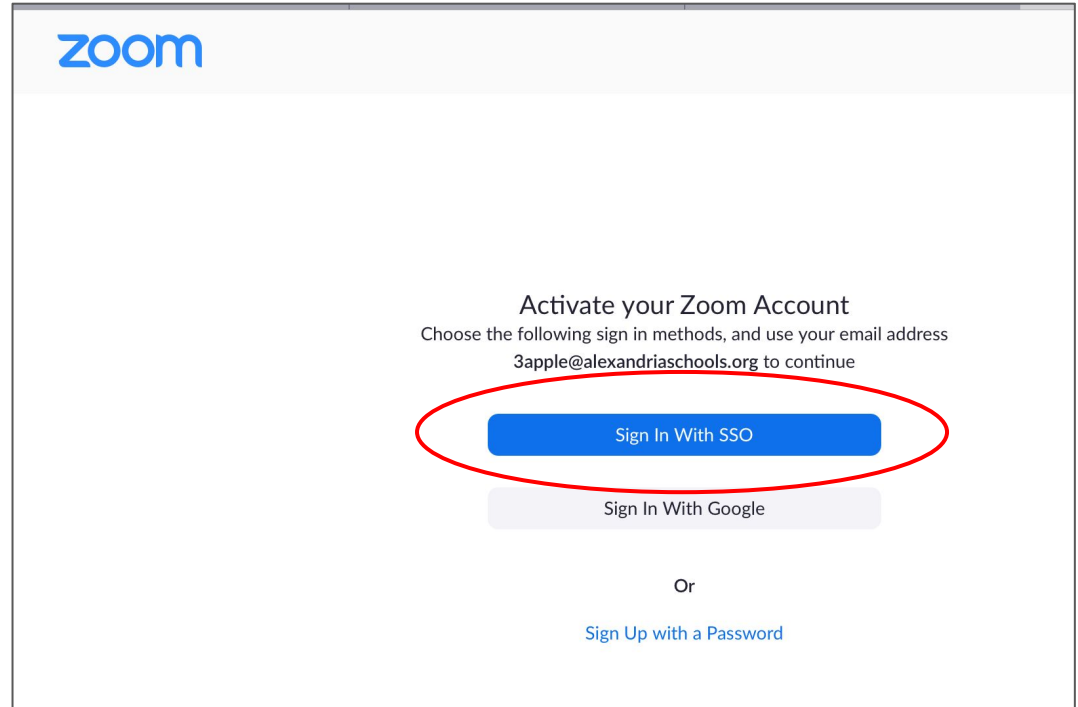 zoom
Activate your Zoom Account
Choose the following sign in methods, and use your email address
3apple@alexandriaschools.org to continue
Sign In With SSO
Sign In With Google
Or
Sign Up with a Password